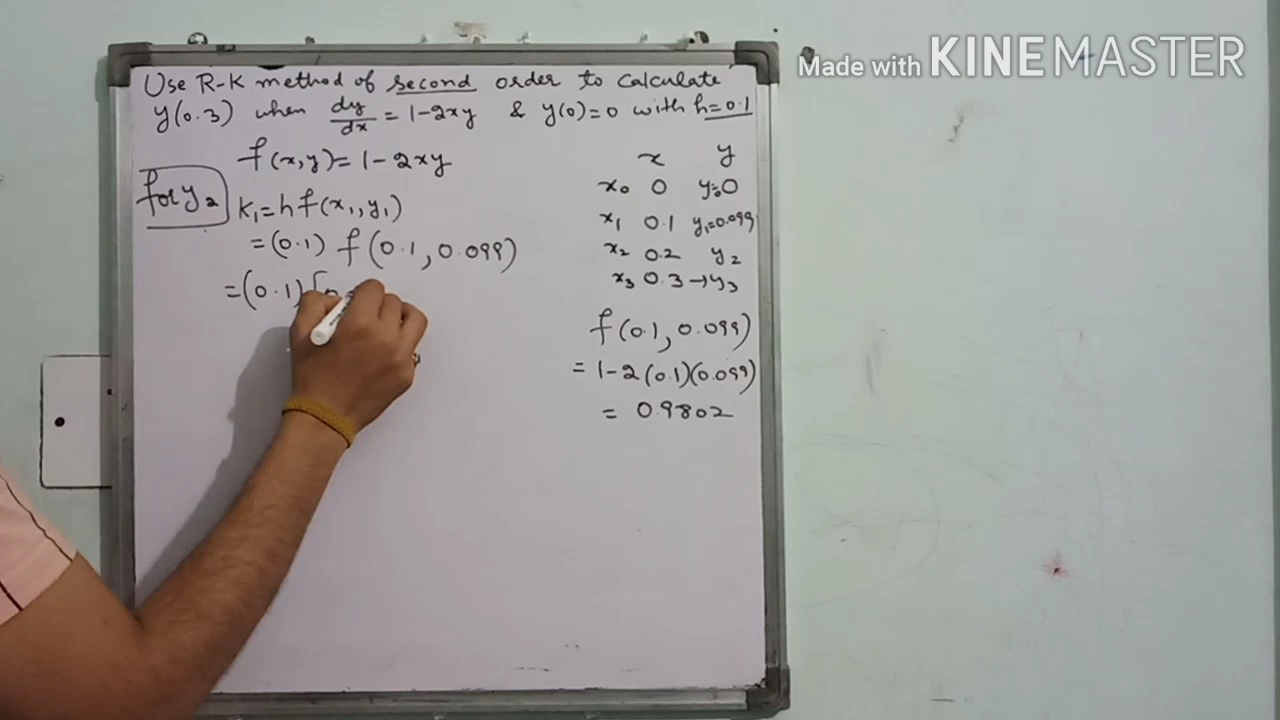 Made with KINEMASTER
Use R-K method of second order to calculate
y(0.3) when dy/dx = 1-2xy & y(0)=0 with h=0.1
f(x,y)=1-2xy
for y₂
K₁=hf(x₁,y₁)
=(0.1) f(0.1,0.099)
=(0.1)[0
x y
x₀ 0 y₀=0
x₁ 0.1 y₁=0.099
x₂ 0.2 y₂
x₃ 0.3→y₃
f(0.1,0.099)
= 1-2(0.1)(0.099)
= 0.9802